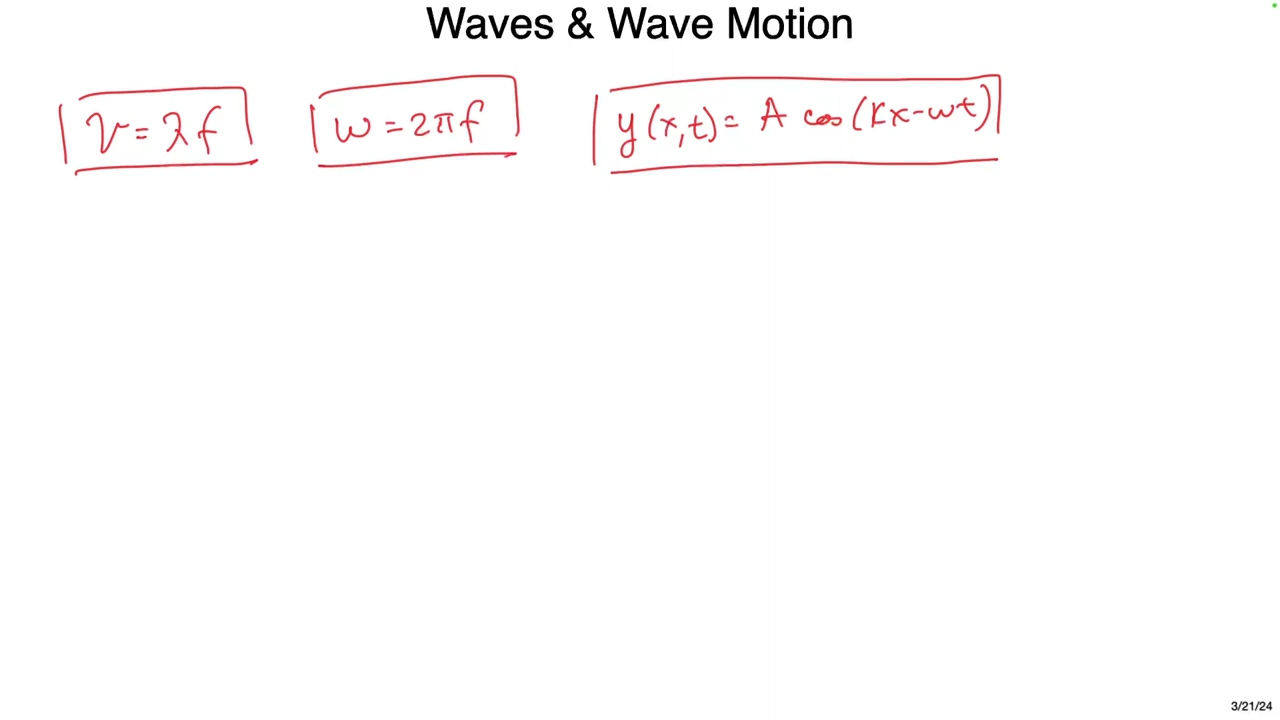 Waves & Wave Motion
v = λf   ω = 2πf   y(x,t) = A cos(kx-ωt)
3/21/24